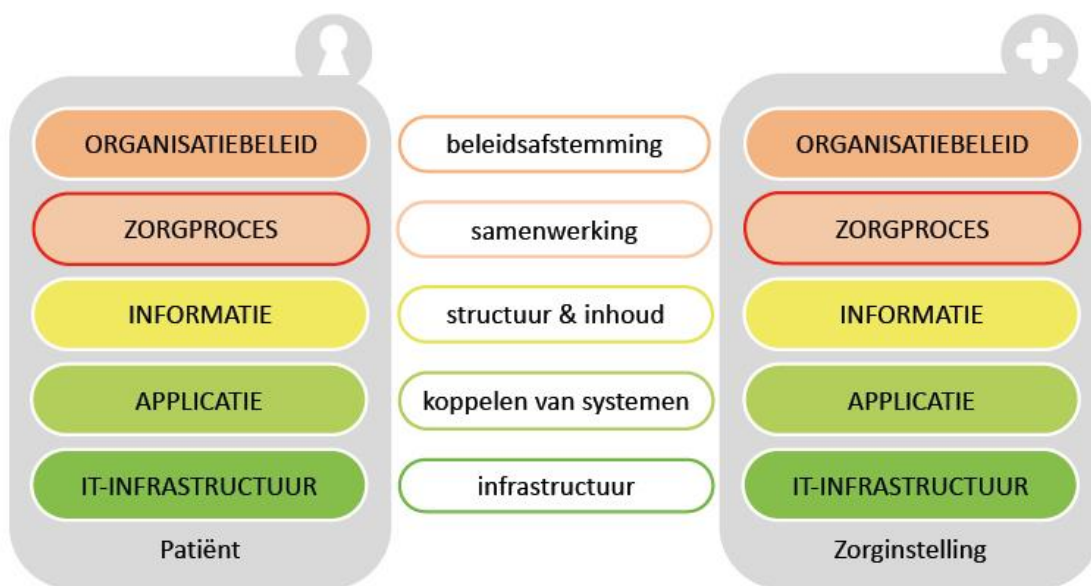 ORGANISATIEBELEID
beleidsafstemming
ORGANISATIEBELEID
ZORGPROCES
samenwerking
ZORGPROCES
INFORMATIE
structuur & inhoud
INFORMATIE
APPLICATIE
koppelen van systemen
APPLICATIE
IT-INFRASTRUCTUUR
infrastructuur
IT-INFRASTRUCTUUR
Patiënt
Zorginstelling